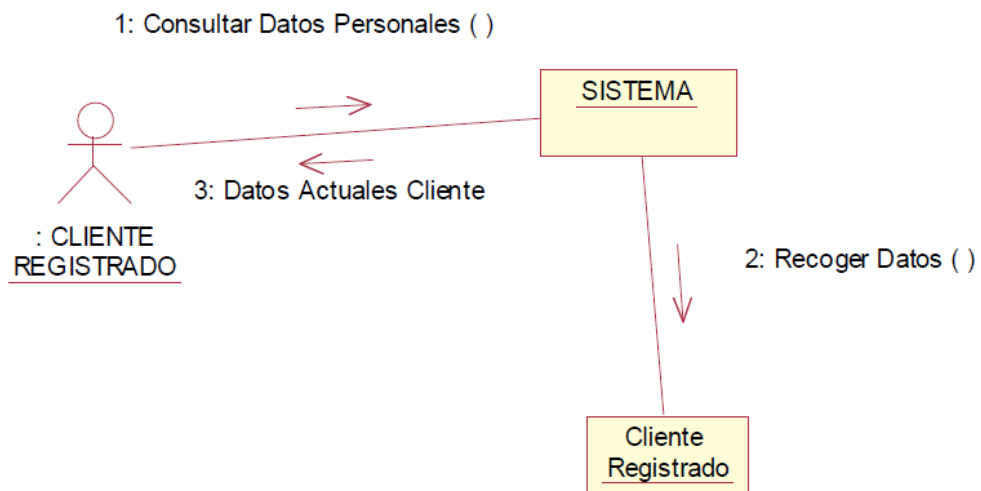 1: Consultar Datos Personales ( )
SISTEMA
3: Datos Actuales Cliente
: CLIENTE
REGISTRADO
2: Recoger Datos ( )
Cliente
Registrado